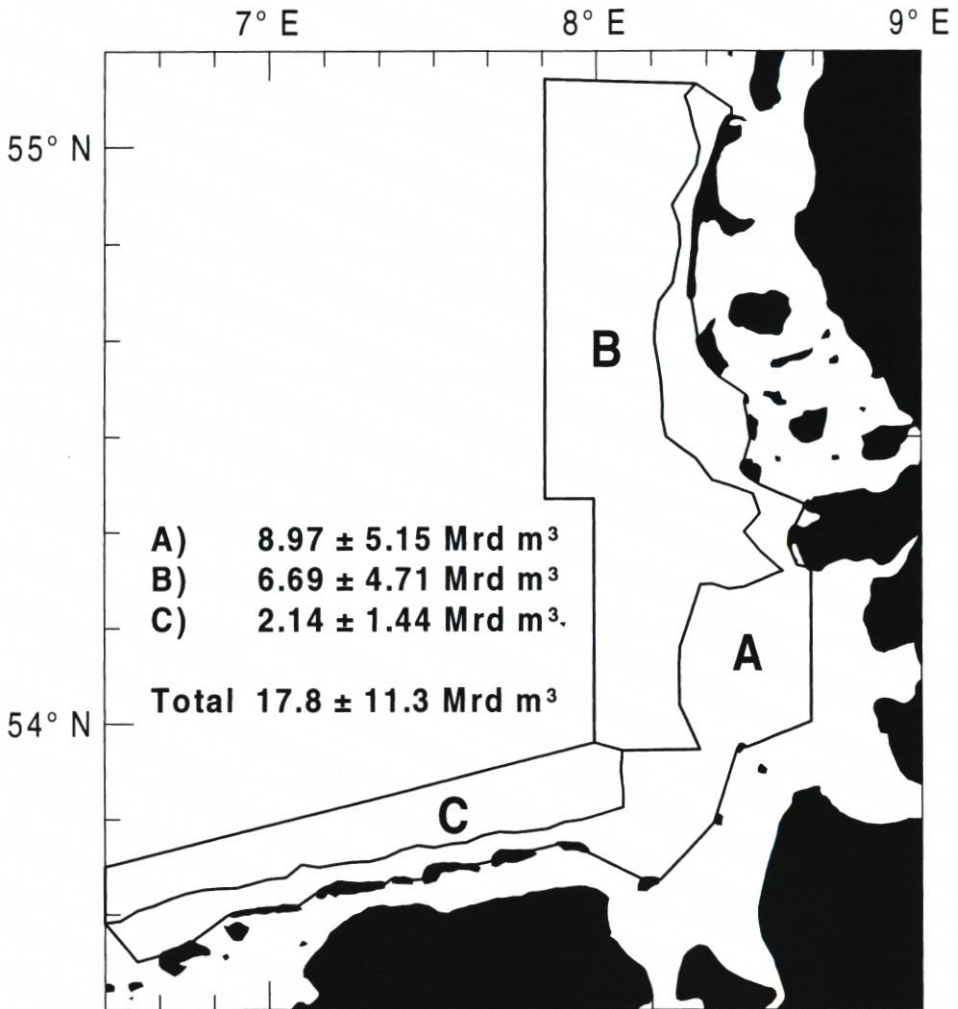 7° E 8° E 9° E
55° N
B
A) 8.97 ± 5.15 Mrd m³
B) 6.69 ± 4.71 Mrd m³
C) 2.14 ± 1.44 Mrd m³
A
Total 17.8 ± 11.3 Mrd m³
54° N
C